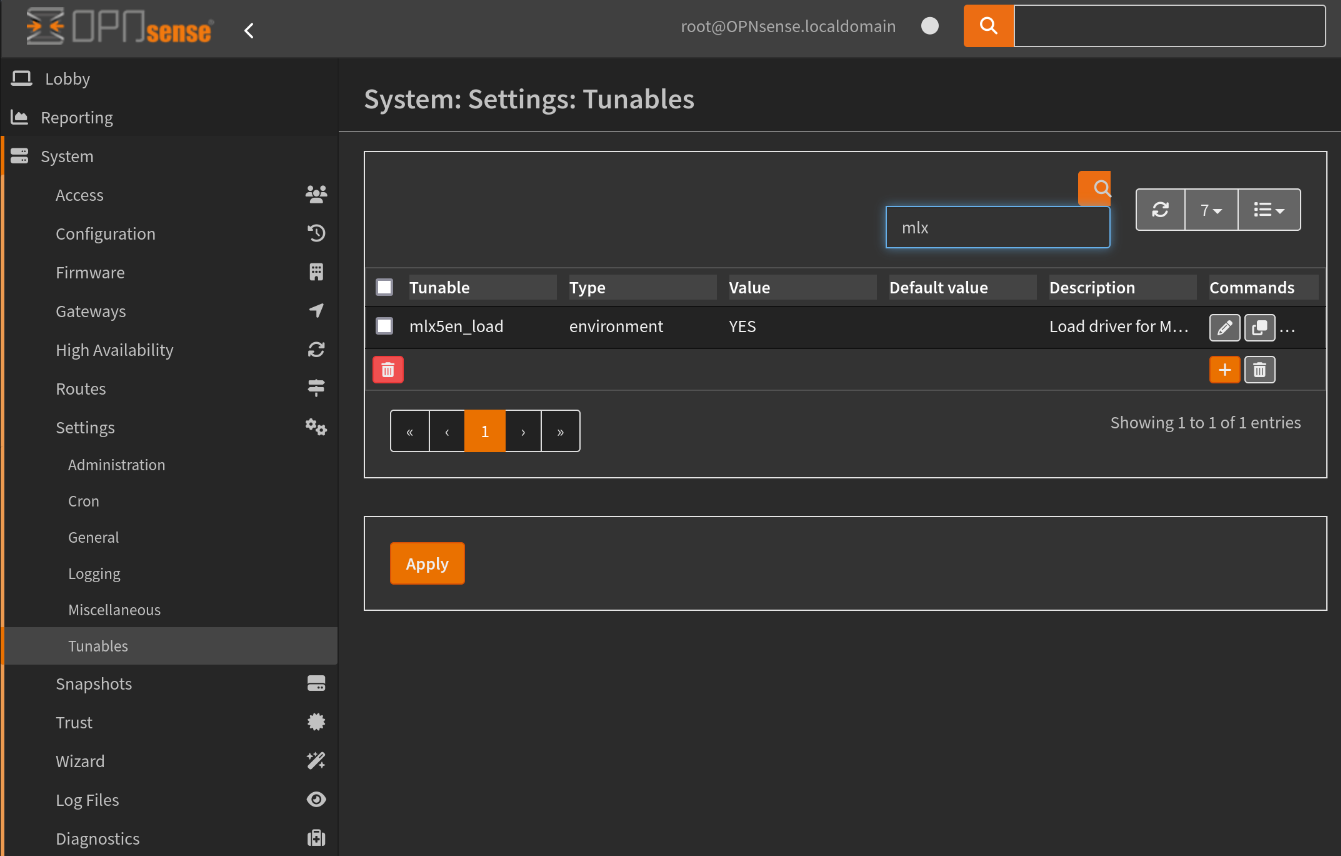 OPNsense
root@OPNsense.localdomain
Lobby
Reporting
System
Access
Configuration
Firmware
Gateways
High Availability
Routes
Settings
Administration
Cron
General
Logging
Miscellaneous
Tunables
Snapshots
Trust
Wizard
Log Files
Diagnostics
System: Settings: Tunables
mlx
7
Tunable Type Value Default value Description Commands
mlx5en_load environment YES Load driver for M... ...
« ‹ 1 › »
Showing 1 to 1 of 1 entries
Apply